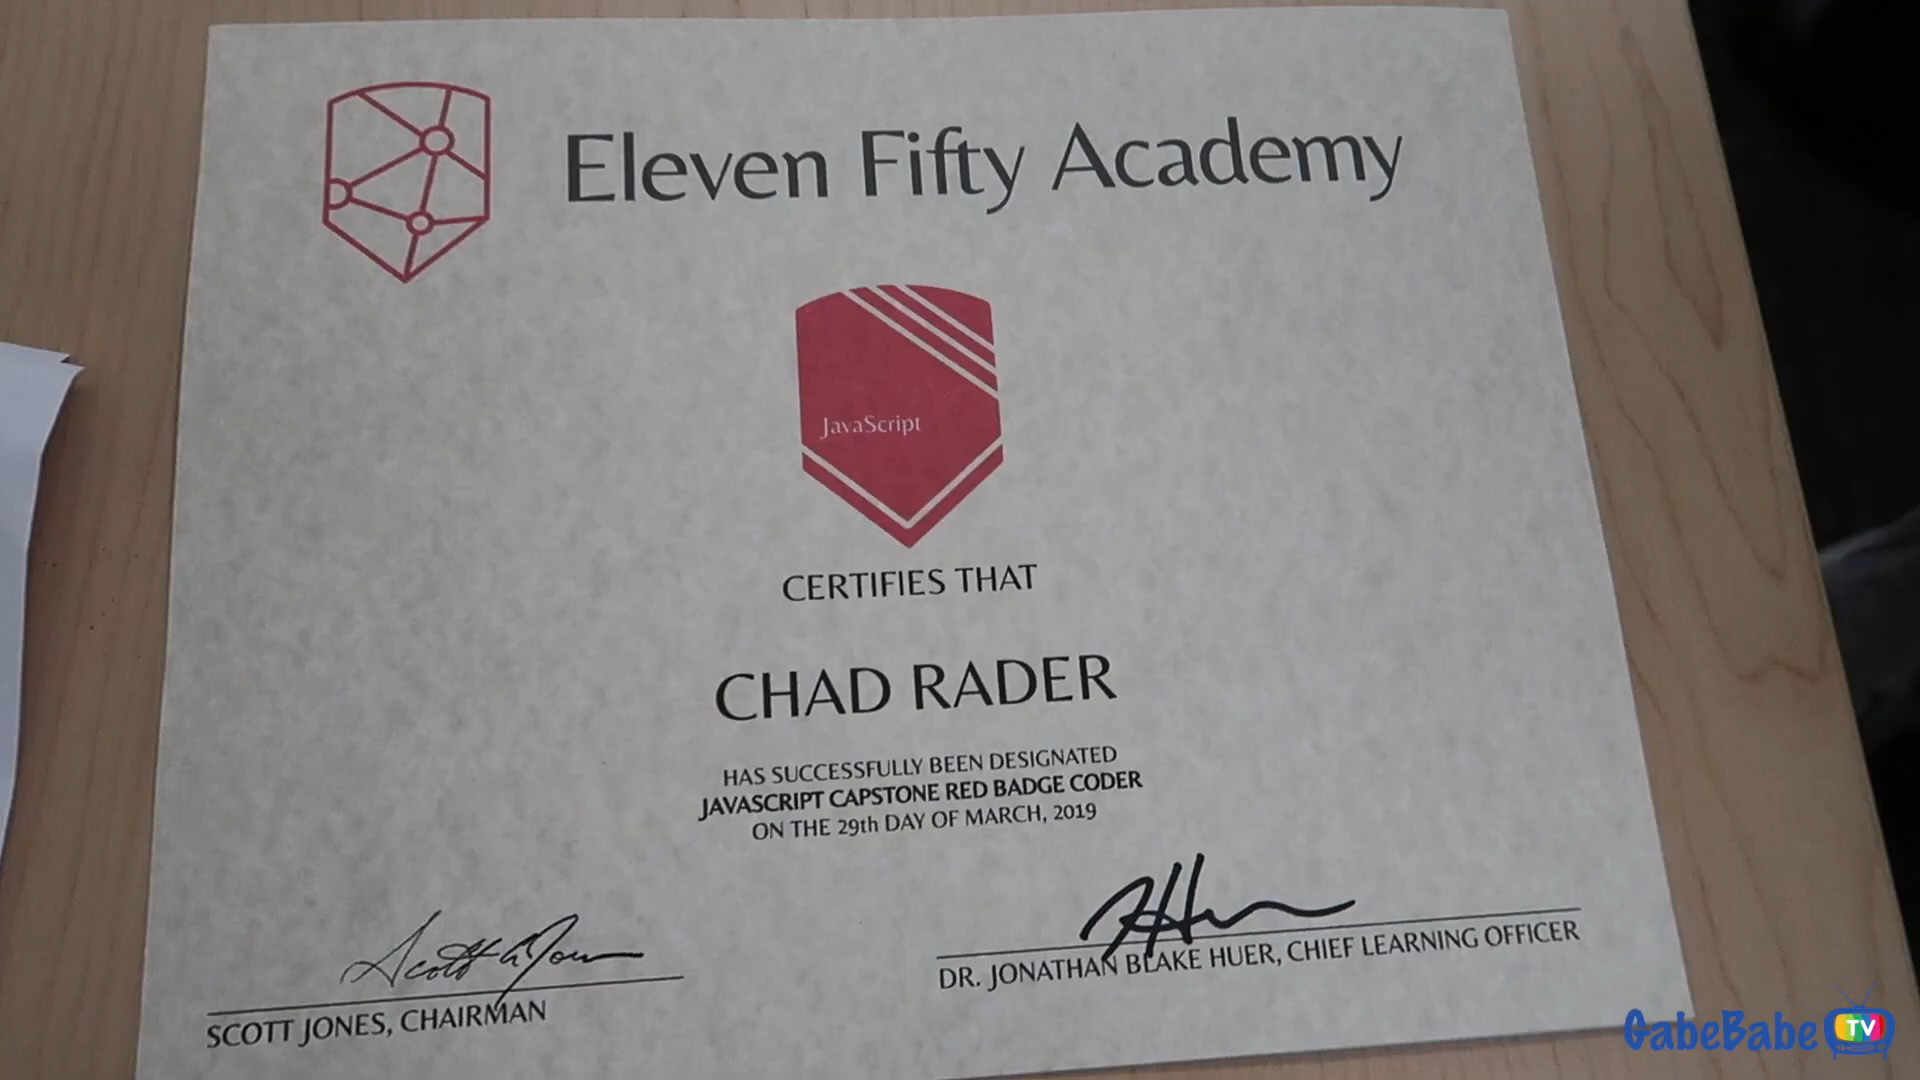 Eleven Fifty Academy
JavaScript
CERTIFIES THAT
CHAD RADER
HAS SUCCESSFULLY BEEN DESIGNATED
JAVASCRIPT CAPSTONE RED BADGE CODER
ON THE 29th DAY OF MARCH, 2019
SCOTT JONES, CHAIRMAN
DR. JONATHAN BLAKE HUER, CHIEF LEARNING OFFICER
GabeBabe TV